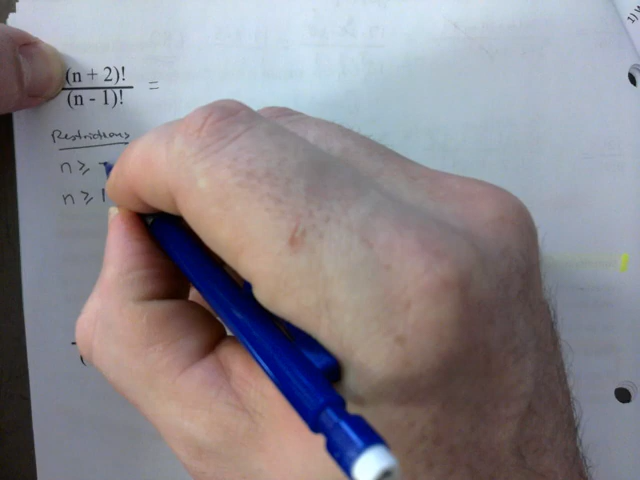 (n + 2)!
(n - 1)! =
Restrictions
n ≥ -
n ≥ 1